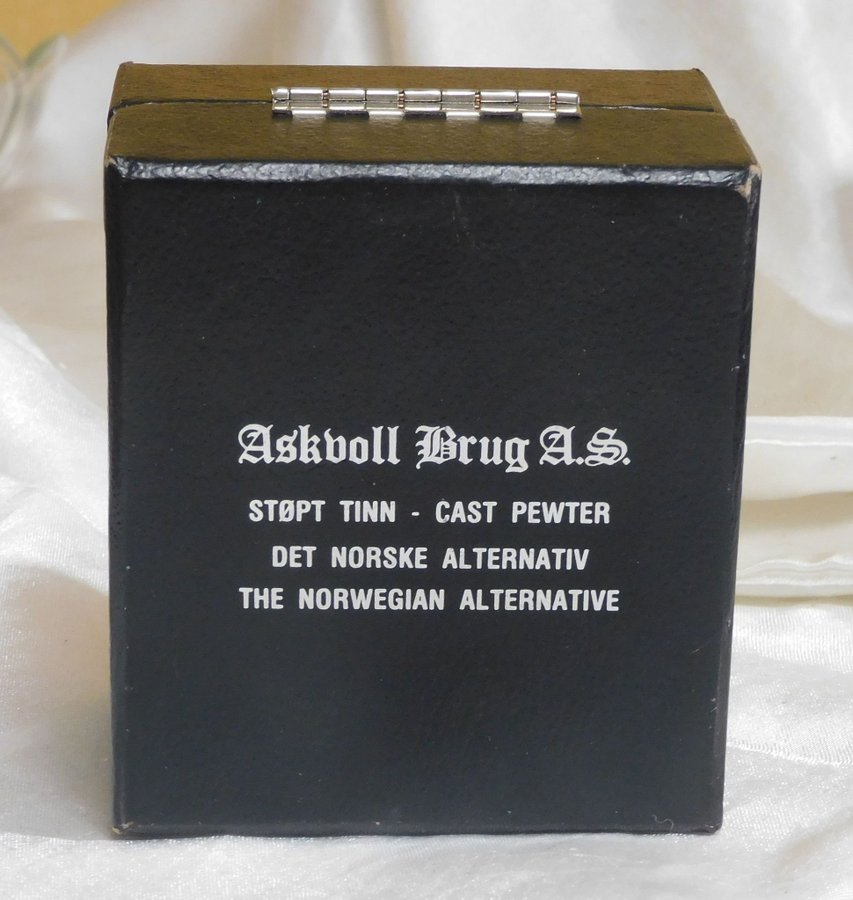 Askvoll Brug A.S.
STØPT TINN - CAST PEWTER
DET NORSKE ALTERNATIV
THE NORWEGIAN ALTERNATIVE